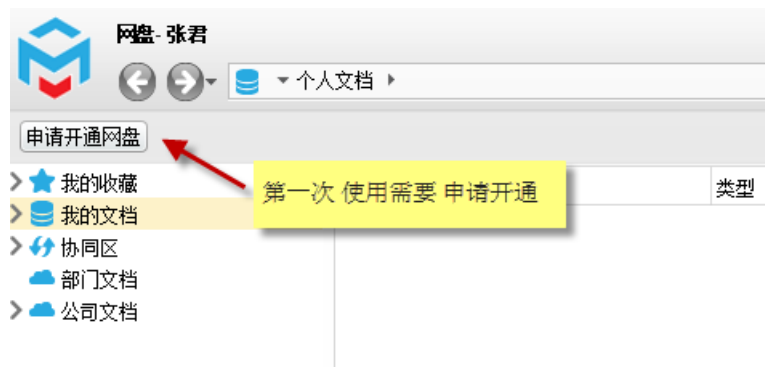 网盘- 张君
个人文档
申请开通网盘
第一次 使用需要 申请开通
类型
我的收藏
我的文档
协同区
部门文档
公司文档